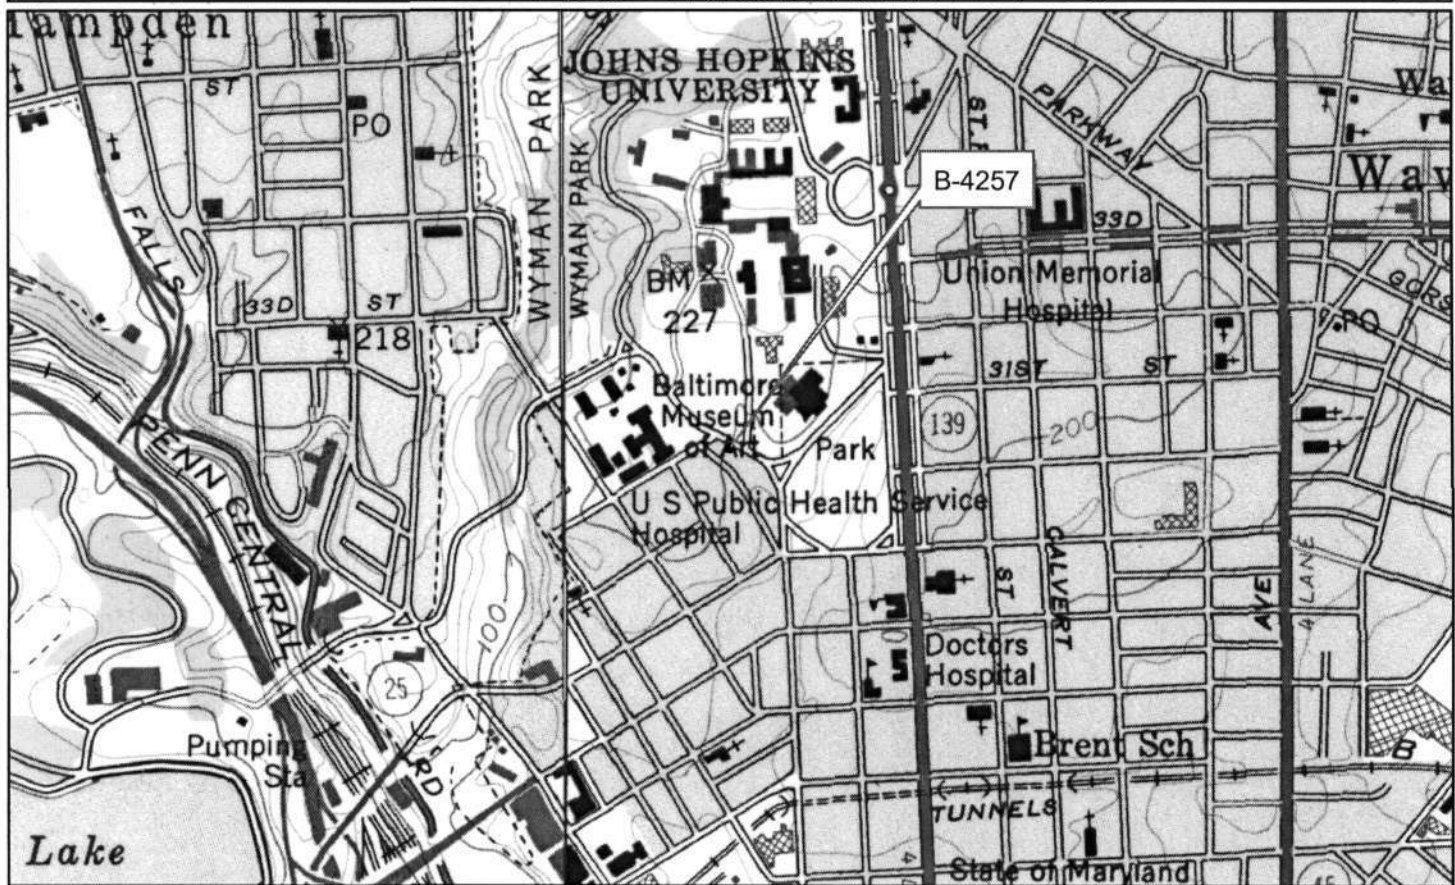 JOHNS HOPKINS
UNIVERSITY
ST
PO
WYMAN PARK
WYMAN PARK
PARKWAY
B-4257
33D
FALLS
BM
227
33D
ST
218
Union Memorial
Hospital
PO
31ST
ST
Baltimore
Museum
of Art
Park
139
200
PENN CENTRAL
U S Public Health Service
Hospital
100
ST
CALVERT
AVE
4 LANE
Doctors
Hospital
25
Pumping
Sta
RD
Brent Sch
B
TUNNELS
Lake
State of Maryland